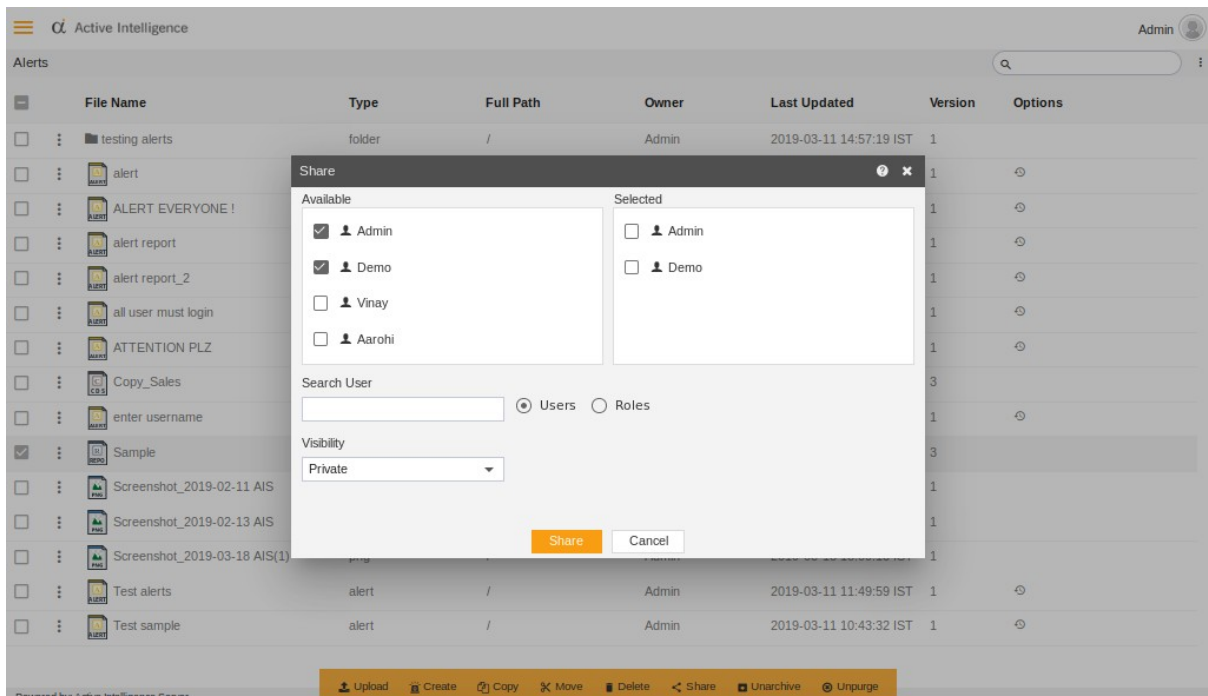 Active Intelligence
Admin
Alerts
File Name Type Full Path Owner Last Updated Version Options
testing alerts folder / Admin 2019-03-11 14:57:19 IST 1
alert 1
ALERT EVERYONE ! 1
alert report 1
alert report_2 1
all user must login 1
ATTENTION PLZ 1
Copy_Sales 3
enter username 1
Sample 3
Screenshot_2019-02-11 AIS 1
Screenshot_2019-02-13 AIS 1
Screenshot_2019-03-18 AIS(1) 1
Test alerts alert / Admin 2019-03-11 11:49:59 IST 1
Test sample alert / Admin 2019-03-11 10:43:32 IST 1
Share
Available
Admin
Demo
Vinay
Aarohi
Selected
Admin
Demo
Search User
Users Roles
Visibility
Private
Share Cancel
Upload Create Copy Move Delete Share Unarchive Unpurge